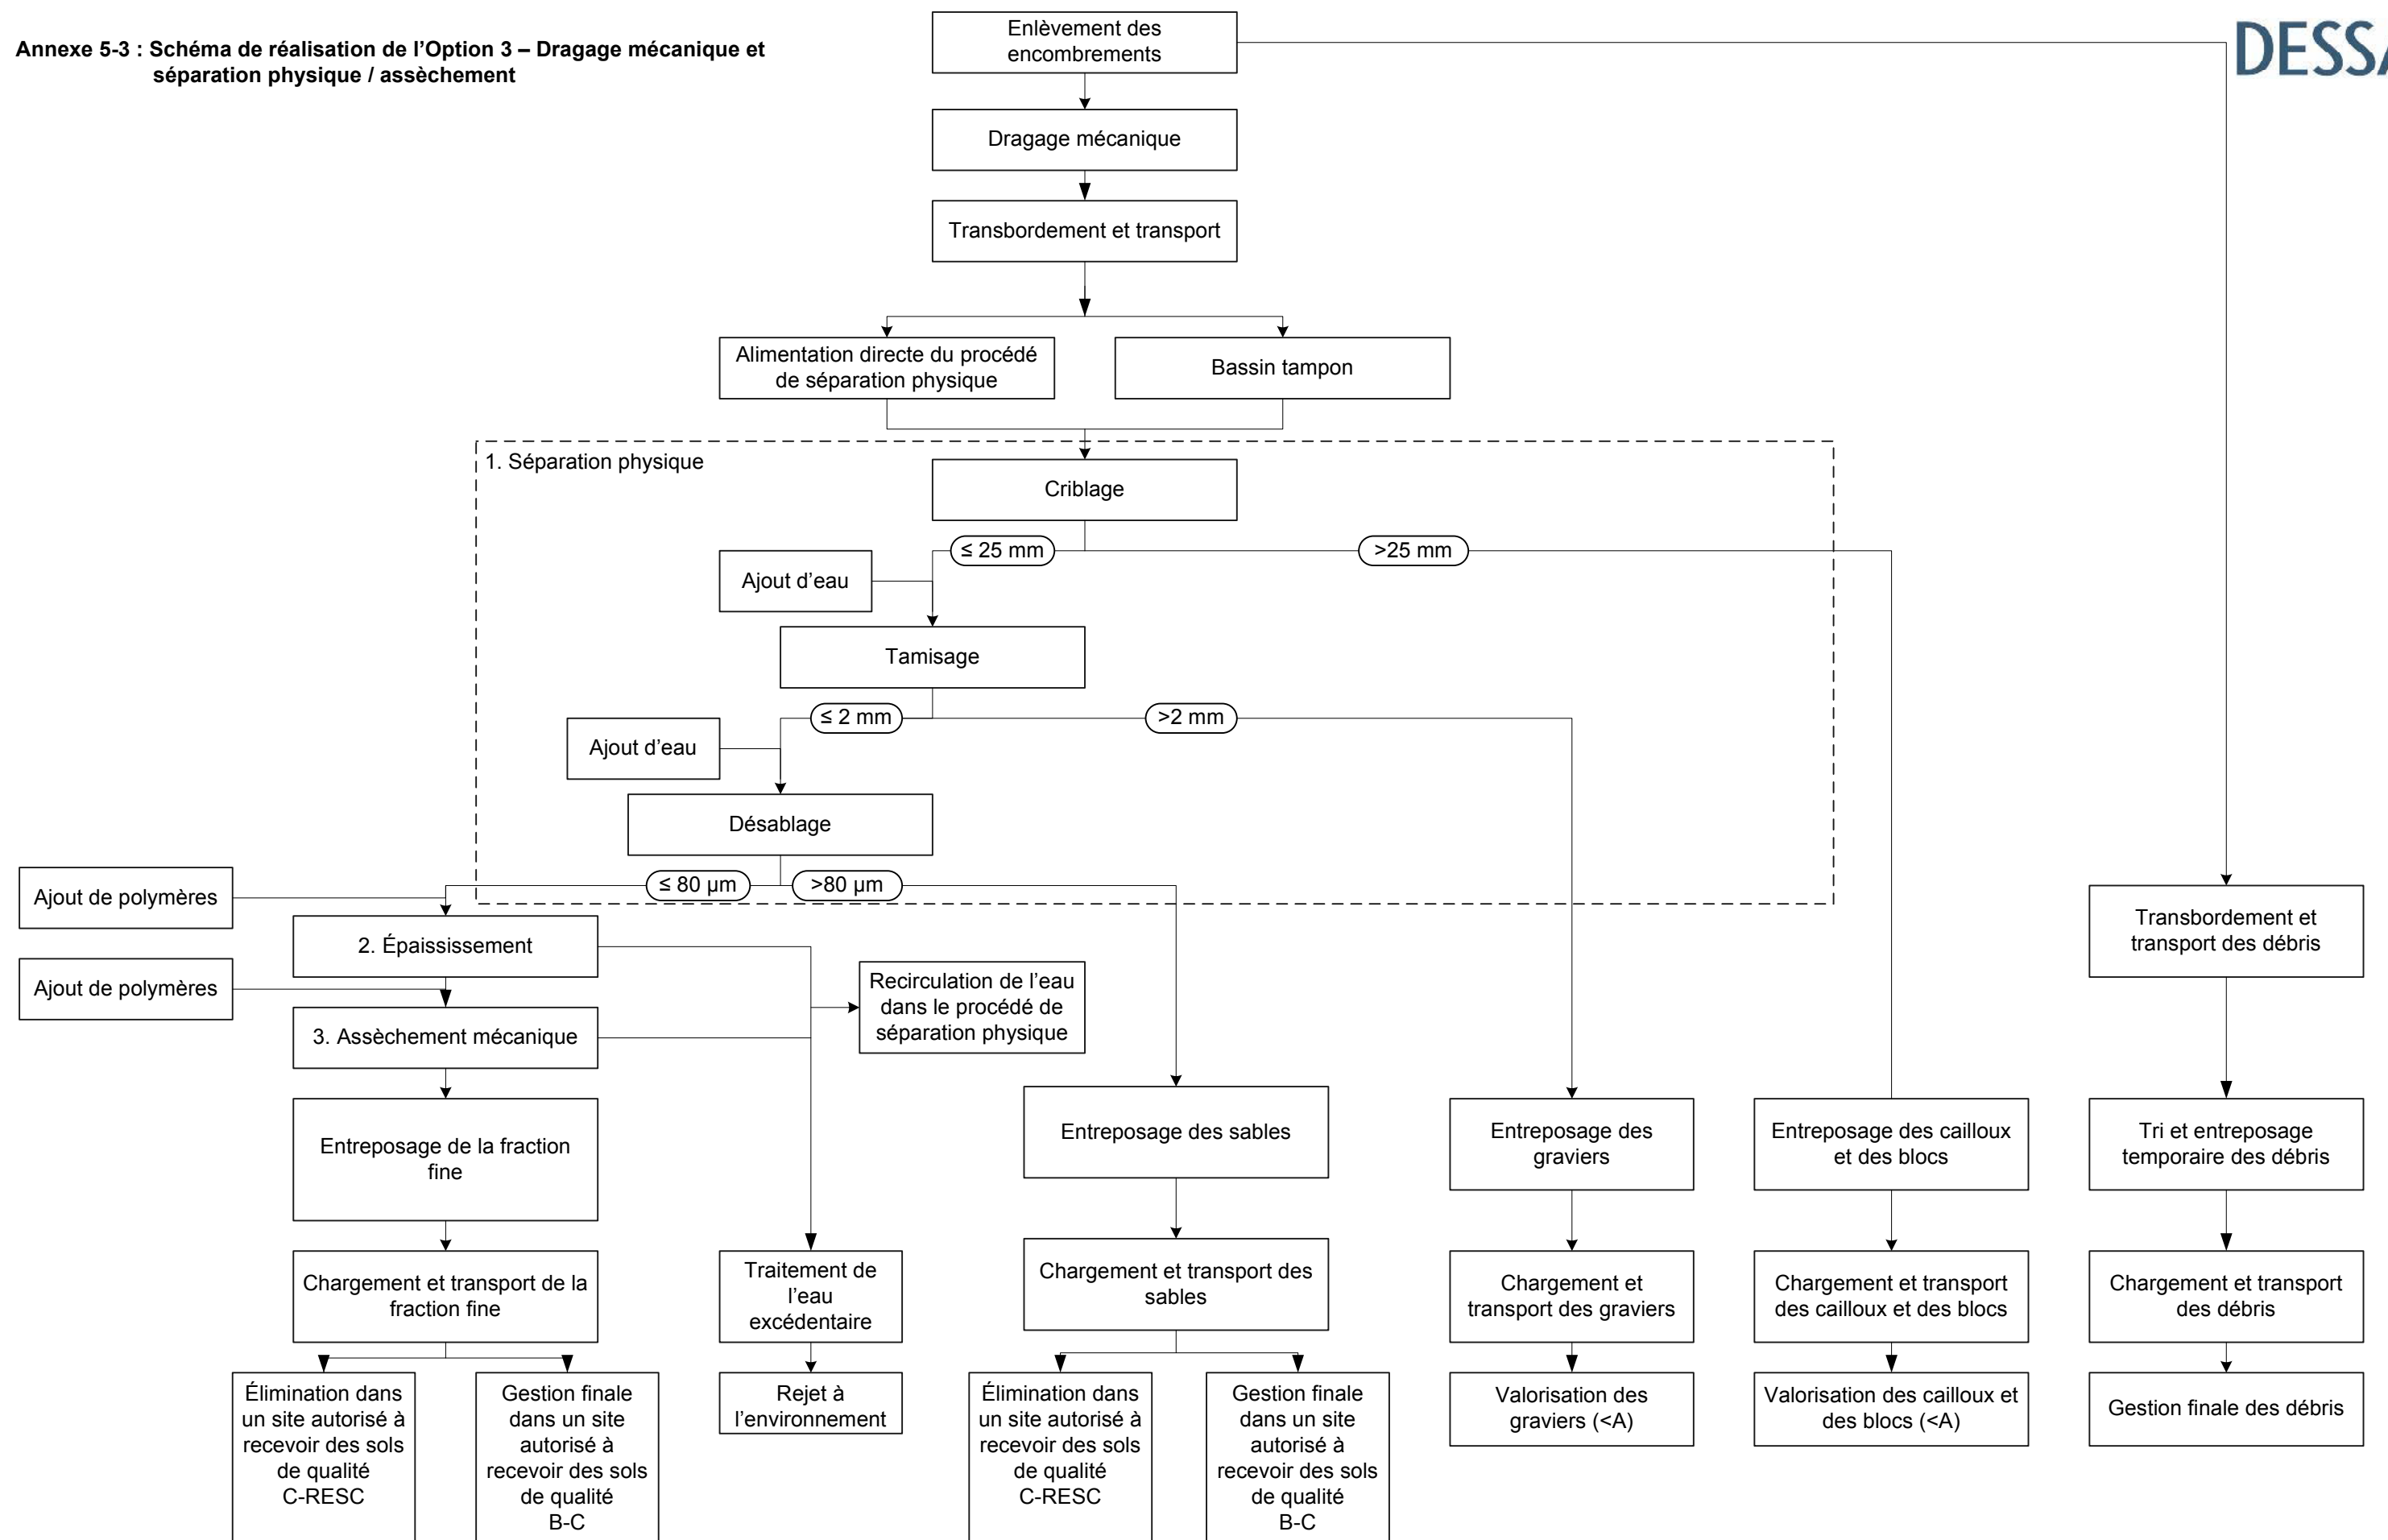 Annexe 5-3 : Schéma de réalisation de l'Option 3 – Dragage mécanique et
séparation physique / assèchement
Enlèvement des
encombrements
Dragage mécanique
Transbordement et transport
Alimentation directe du procédé
de séparation physique
Bassin tampon
1. Séparation physique
Criblage
≤ 25 mm
>25 mm
Ajout d'eau
Tamisage
≤ 2 mm
>2 mm
Ajout d'eau
Désablage
≤ 80 µm
>80 µm
Ajout de polymères
2. Épaississement
Ajout de polymères
3. Assèchement mécanique
Recirculation de l'eau
dans le procédé de
séparation physique
Transbordement et
transport des débris
Entreposage de la fraction
fine
Entreposage des sables
Entreposage des
graviers
Entreposage des cailloux
et des blocs
Tri et entreposage
temporaire des débris
Chargement et transport de la
fraction fine
Traitement de
l'eau
excédentaire
Chargement et transport des
sables
Chargement et
transport des graviers
Chargement et transport
des cailloux et des blocs
Chargement et transport
des débris
Élimination dans
un site autorisé à
recevoir des sols
de qualité
C-RESC
Gestion finale
dans un site
autorisé à
recevoir des sols
de qualité
B-C
Rejet à
l'environnement
Élimination dans
un site autorisé à
recevoir des sols
de qualité
C-RESC
Gestion finale
dans un site
autorisé à
recevoir des sols
de qualité
B-C
Valorisation des
graviers (<A)
Valorisation des cailloux et
des blocs (<A)
Gestion finale des débris